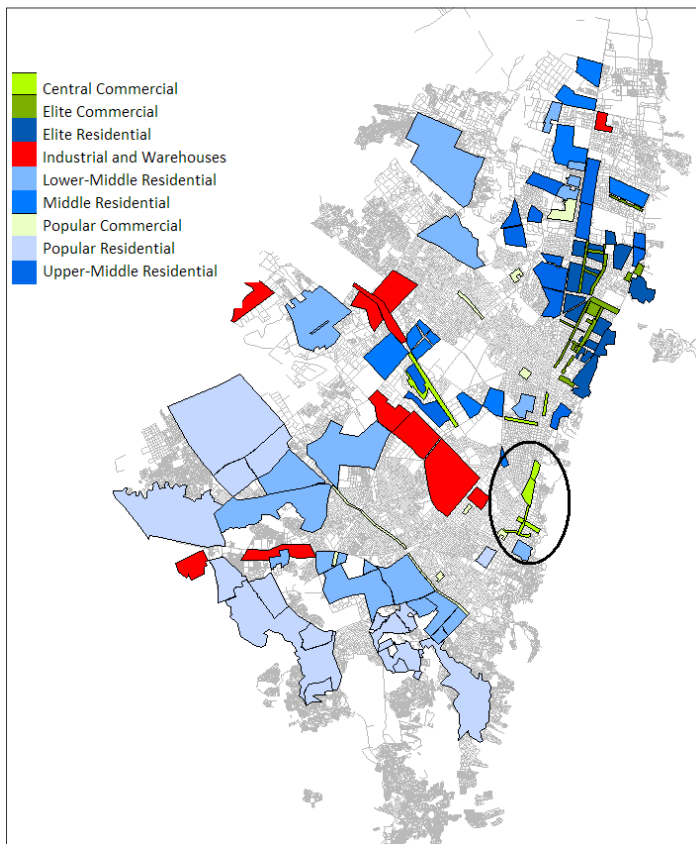 Central Commercial
Elite Commercial
Elite Residential
Industrial and Warehouses
Lower-Middle Residential
Middle Residential
Popular Commercial
Popular Residential
Upper-Middle Residential